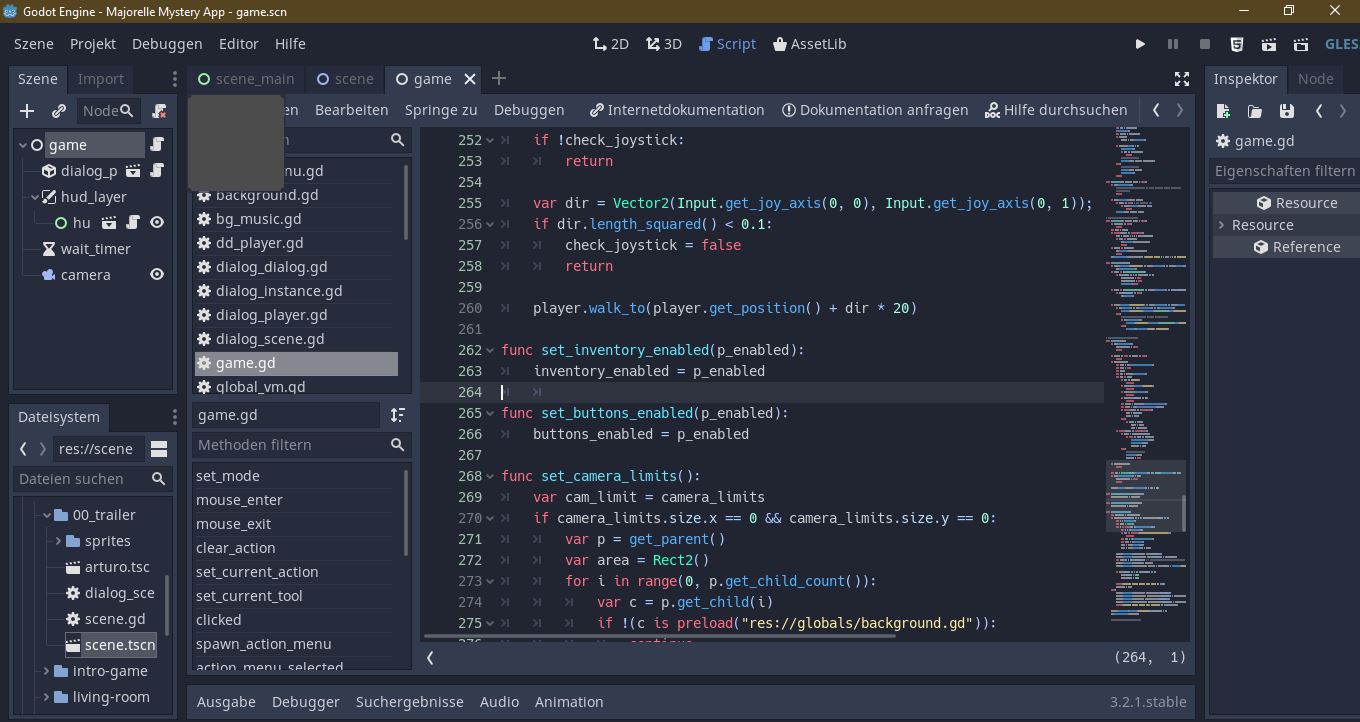 Godot Engine - Majorelle Mystery App - game.scn
Szene Projekt Debuggen Editor Hilfe
2D 3D Script AssetLib
GLES
Szene Import
scene_main scene game
Inspektor Node
Node
en Bearbeiten Springe zu Debuggen Internetdokumentation Dokumentation anfragen Hilfe durchsuchen
game
dialog_p
hud_layer
hu
wait_timer
camera
nu.gd
background.gd
bg_music.gd
dd_player.gd
dialog_dialog.gd
dialog_instance.gd
dialog_player.gd
dialog_scene.gd
game.gd
global_vm.gd
game.gd
Methoden filtern
set_mode
mouse_enter
mouse_exit
clear_action
set_current_action
set_current_tool
clicked
spawn_action_menu
action_menu_selected
252 if !check_joystick:
253 return
254
255 var dir = Vector2(Input.get_joy_axis(0, 0), Input.get_joy_axis(0, 1));
256 if dir.length_squared() < 0.1:
257 check_joystick = false
258 return
259
260 player.walk_to(player.get_position() + dir * 20)
261
262 func set_inventory_enabled(p_enabled):
263 inventory_enabled = p_enabled
264
265 func set_buttons_enabled(p_enabled):
266 buttons_enabled = p_enabled
267
268 func set_camera_limits():
269 var cam_limit = camera_limits
270 if camera_limits.size.x == 0 && camera_limits.size.y == 0:
271 var p = get_parent()
272 var area = Rect2()
273 for i in range(0, p.get_child_count()):
274 var c = p.get_child(i)
275 if !(c is preload("res://globals/background.gd")):
276 continue
(264, 1)
game.gd
Eigenschaften filtern
Resource
Resource
Reference
Dateisystem
res://scene
Dateien suchen
00_trailer
sprites
arturo.tsc
dialog_sce
scene.gd
scene.tscn
intro-game
living-room
Ausgabe Debugger Suchergebnisse Audio Animation
3.2.1.stable